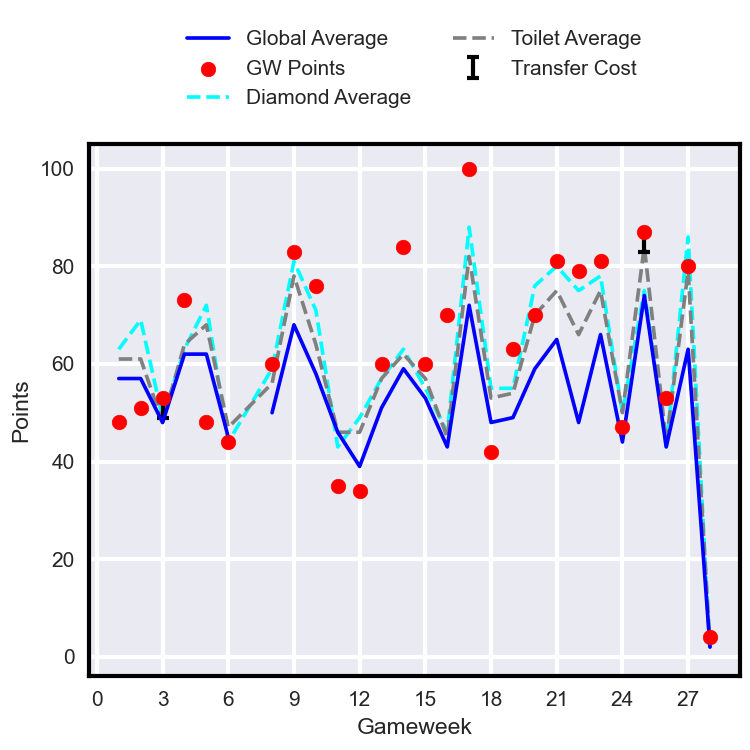 Global Average
GW Points
Diamond Average
Toilet Average
Transfer Cost
Points
100
80
60
40
20
0
0 3 6 9 12 15 18 21 24 27
Gameweek